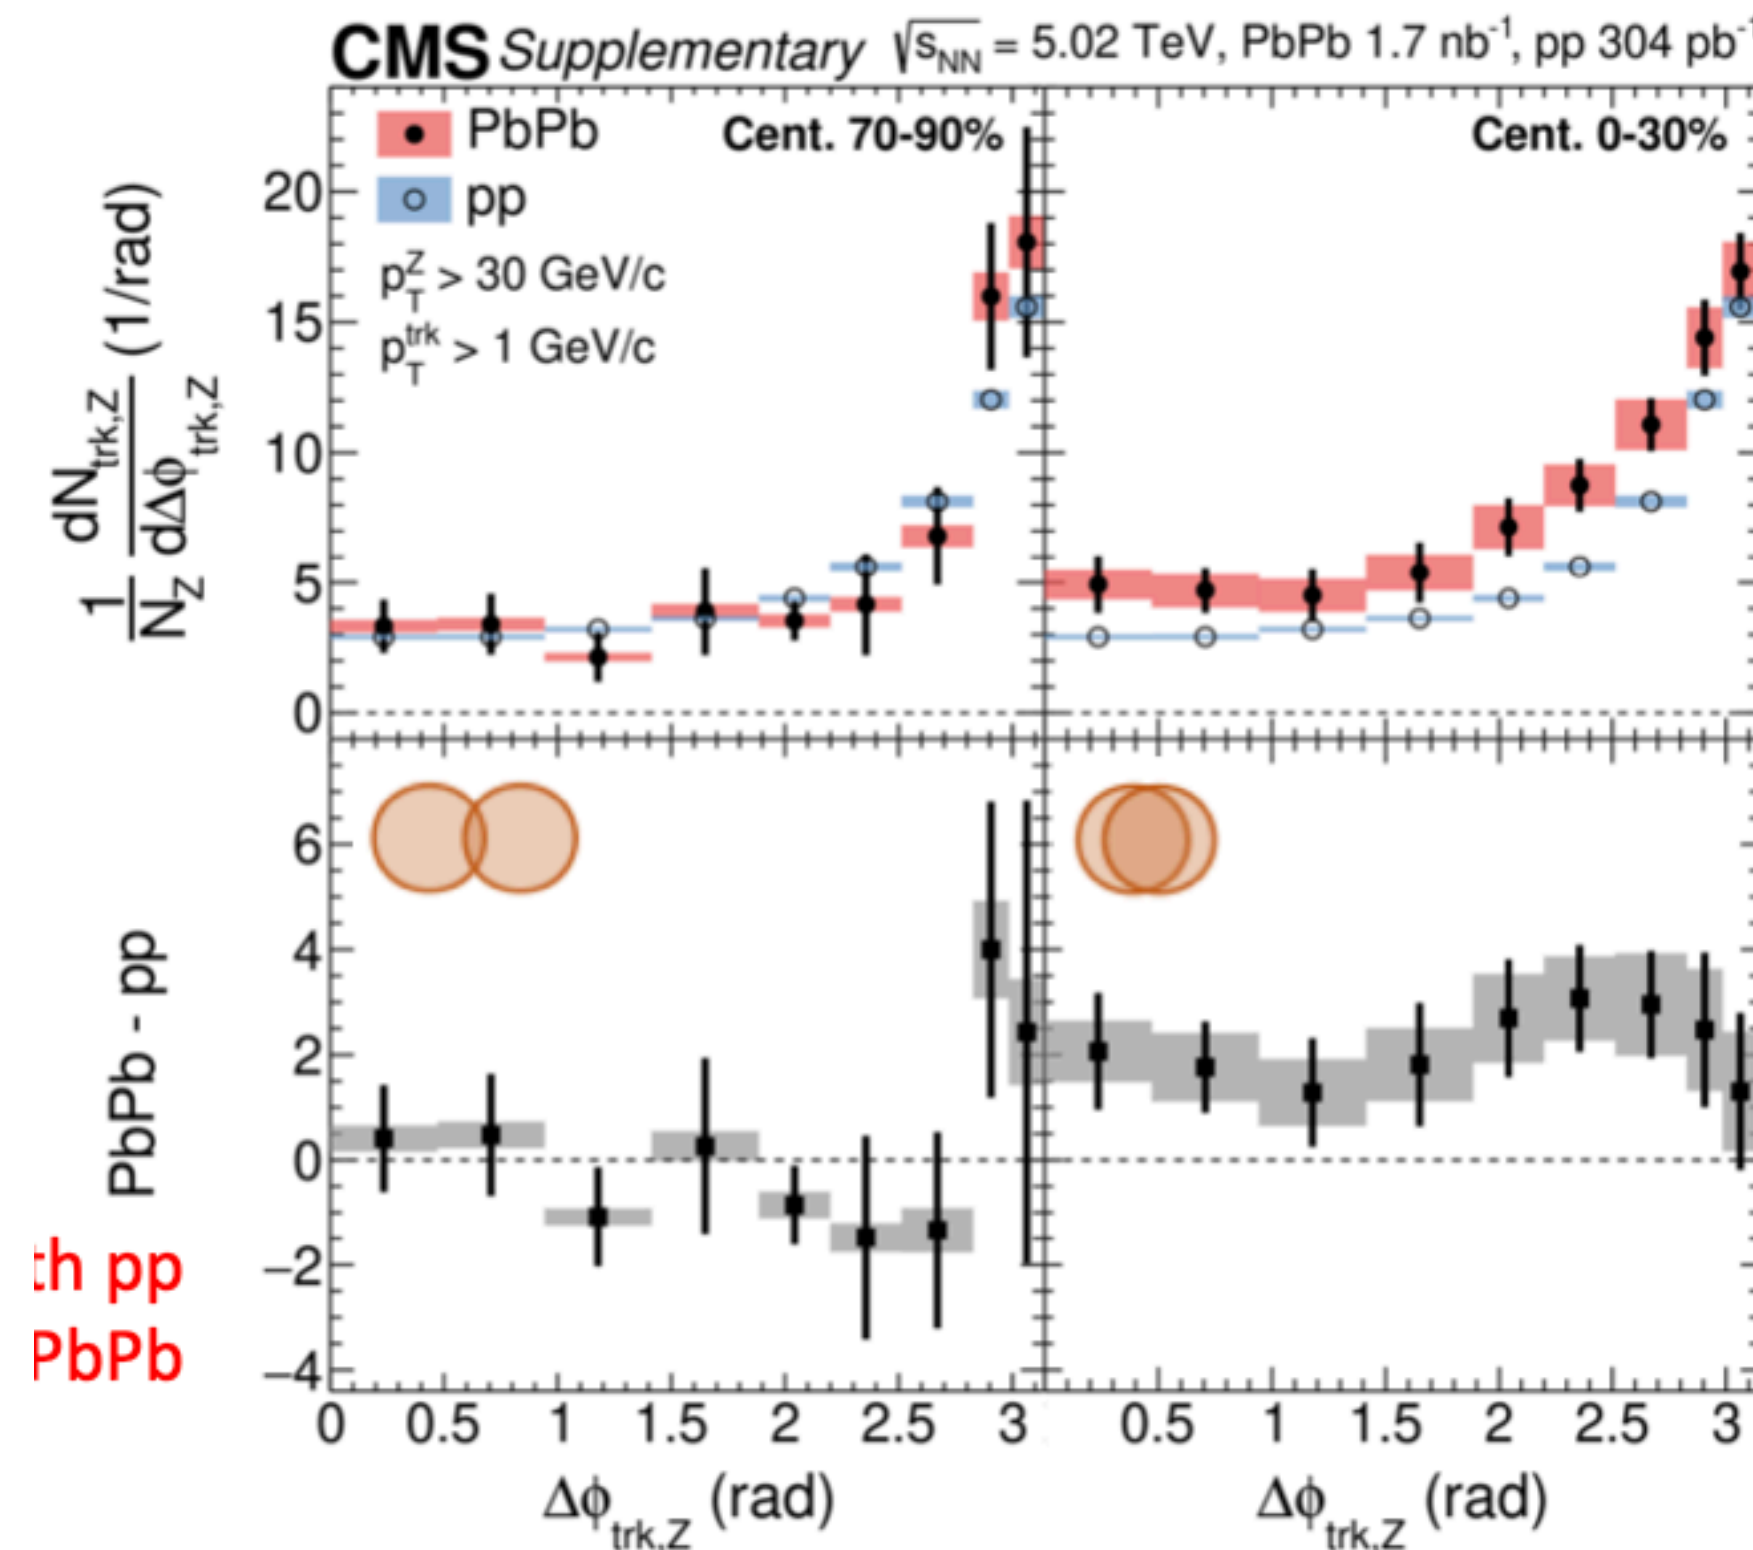 CMS Supplementary √sNN = 5.02 TeV, PbPb 1.7 nb-1, pp 304 pb-1
PbPb
pp
pTZ > 30 GeV/c
pTtrk > 1 GeV/c
Cent. 70-90%
Cent. 0-30%
1/NZ dNtrk,Z/dΔϕtrk,Z (1/rad)
20
15
10
5
0
PbPb - pp
6
4
2
0
−2
−4
th pp
PbPb
0 0.5 1 1.5 2 2.5 3
0.5 1 1.5 2 2.5 3
Δϕtrk,Z (rad)
Δϕtrk,Z (rad)